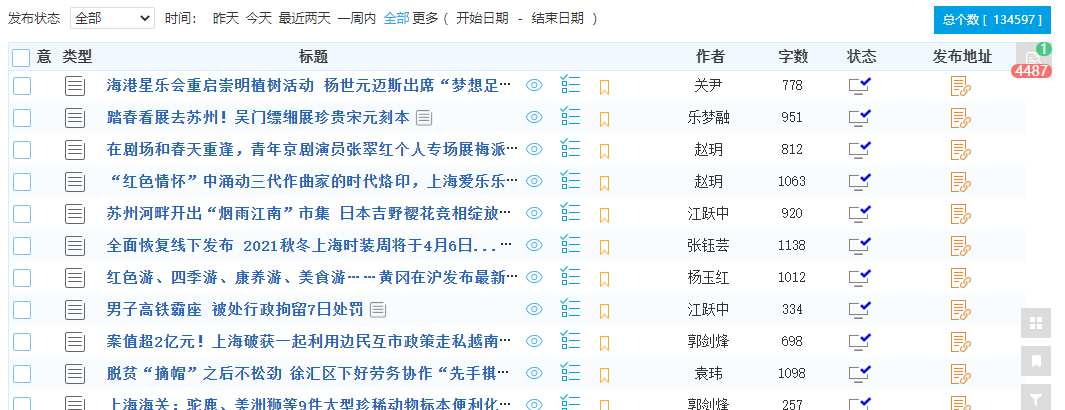 发布状态 全部 时间： 昨天 今天 最近两天 一周内 全部 更多（ 开始日期 - 结束日期 ） 总个数 [ 134597 ]
意 类型 标题 作者 字数 状态 发布地址 1
4487
海港星乐会重启崇明植树活动 杨世元迈斯出席“梦想足… 关尹 778
踏春看展去苏州！吴门缥缃展珍贵宋元刻本 乐梦融 951
在剧场和春天重逢，青年京剧演员张翠红个人专场展梅派… 赵玥 812
“红色情怀”中涌动三代作曲家的时代烙印，上海爱乐乐… 赵玥 1063
苏州河畔开出“烟雨江南”市集 日本吉野樱花竞相绽放… 江跃中 920
全面恢复线下发布 2021秋冬上海时装周将于4月6日...… 张钰芸 1138
红色游、四季游、康养游、美食游……黄冈在沪发布最新… 杨玉红 1012
男子高铁霸座 被处行政拘留7日处罚 江跃中 334
案值超2亿元！上海破获一起利用边民互市政策走私越南… 郭剑烽 698
脱贫“摘帽”之后不松劲 徐汇区下好劳务协作“先手棋… 袁玮 1098
上海海关：驼鹿、美洲狮等9件大型珍稀动物标本便利化… 郭剑烽 257